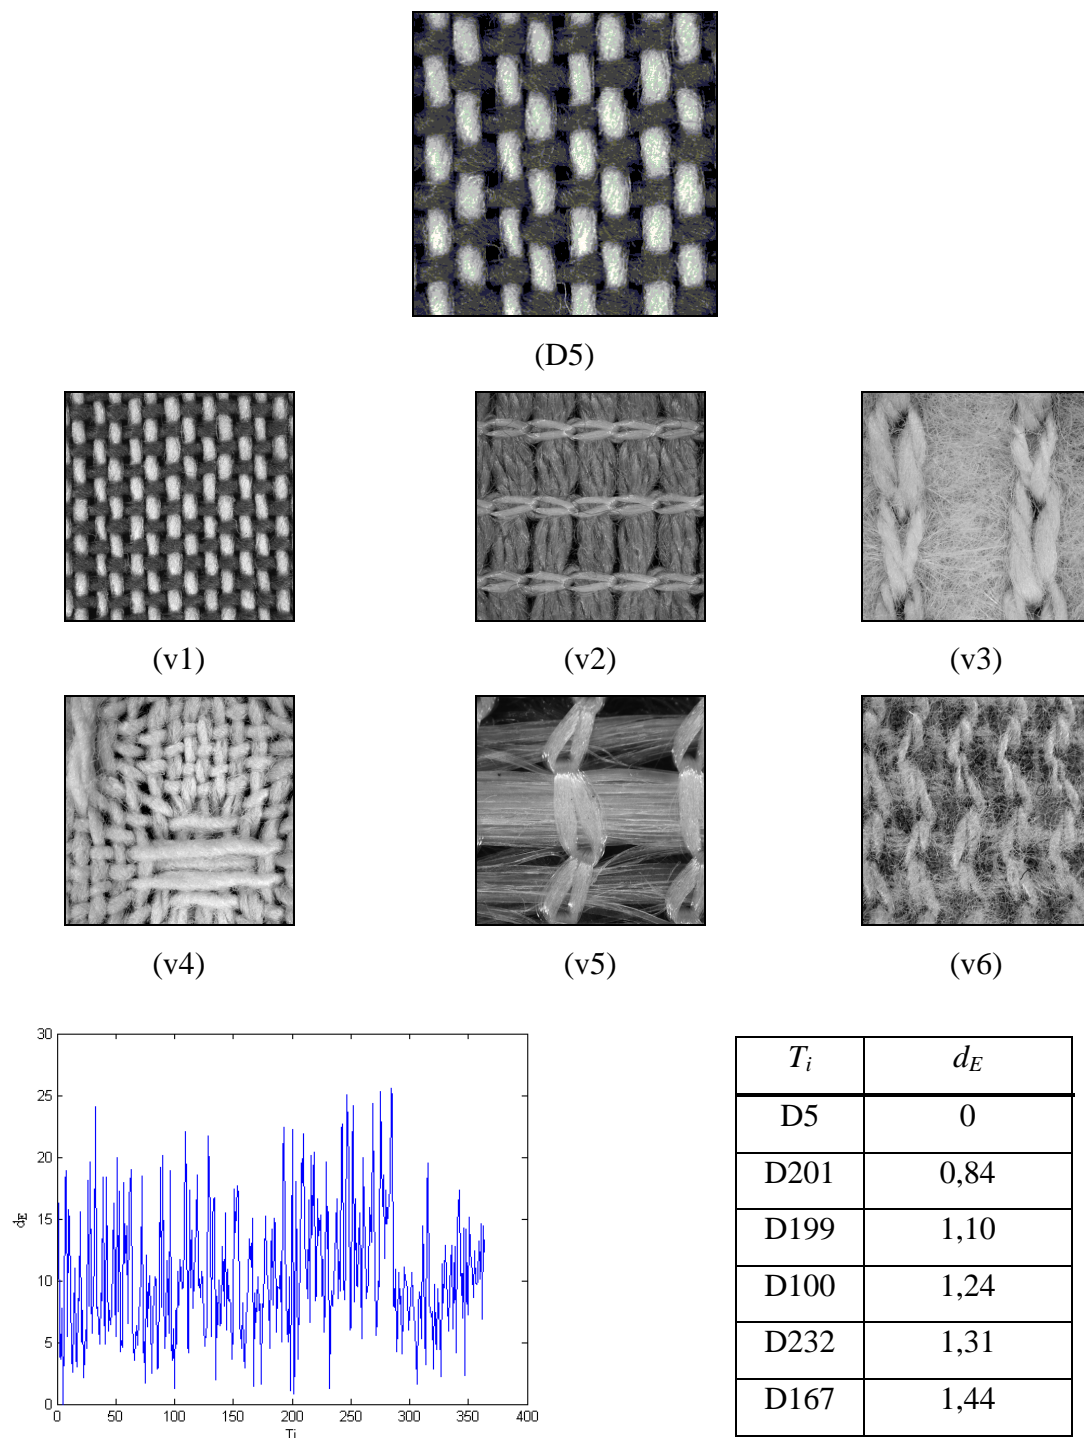 (D5)
(v1) (v2) (v3)
(v4) (v5) (v6)
30
25
20
15
10
5
0
d_E
0 50 100 150 200 250 300 350 400
Ti
T_i d_E
D5 0
D201 0,84
D199 1,10
D100 1,24
D232 1,31
D167 1,44